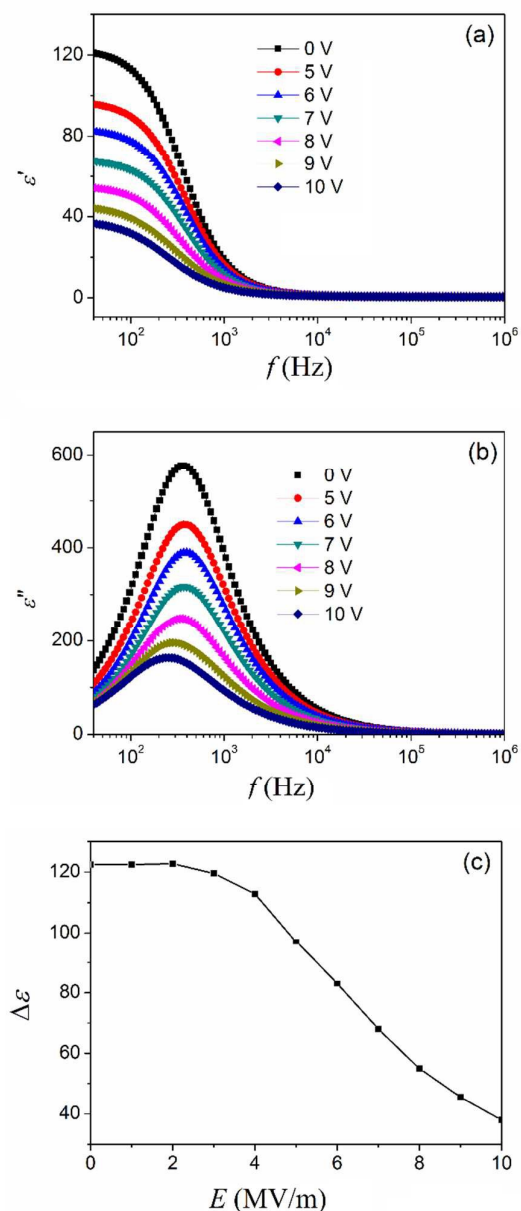 (a)
120
80
40
0
ε'
0 V
5 V
6 V
7 V
8 V
9 V
10 V
10² 10³ 10⁴ 10⁵ 10⁶
f (Hz)
(b)
600
400
200
0
ε''
0 V
5 V
6 V
7 V
8 V
9 V
10 V
10² 10³ 10⁴ 10⁵ 10⁶
f (Hz)
(c)
120
100
80
60
40
Δε
0 2 4 6 8 10
E (MV/m)